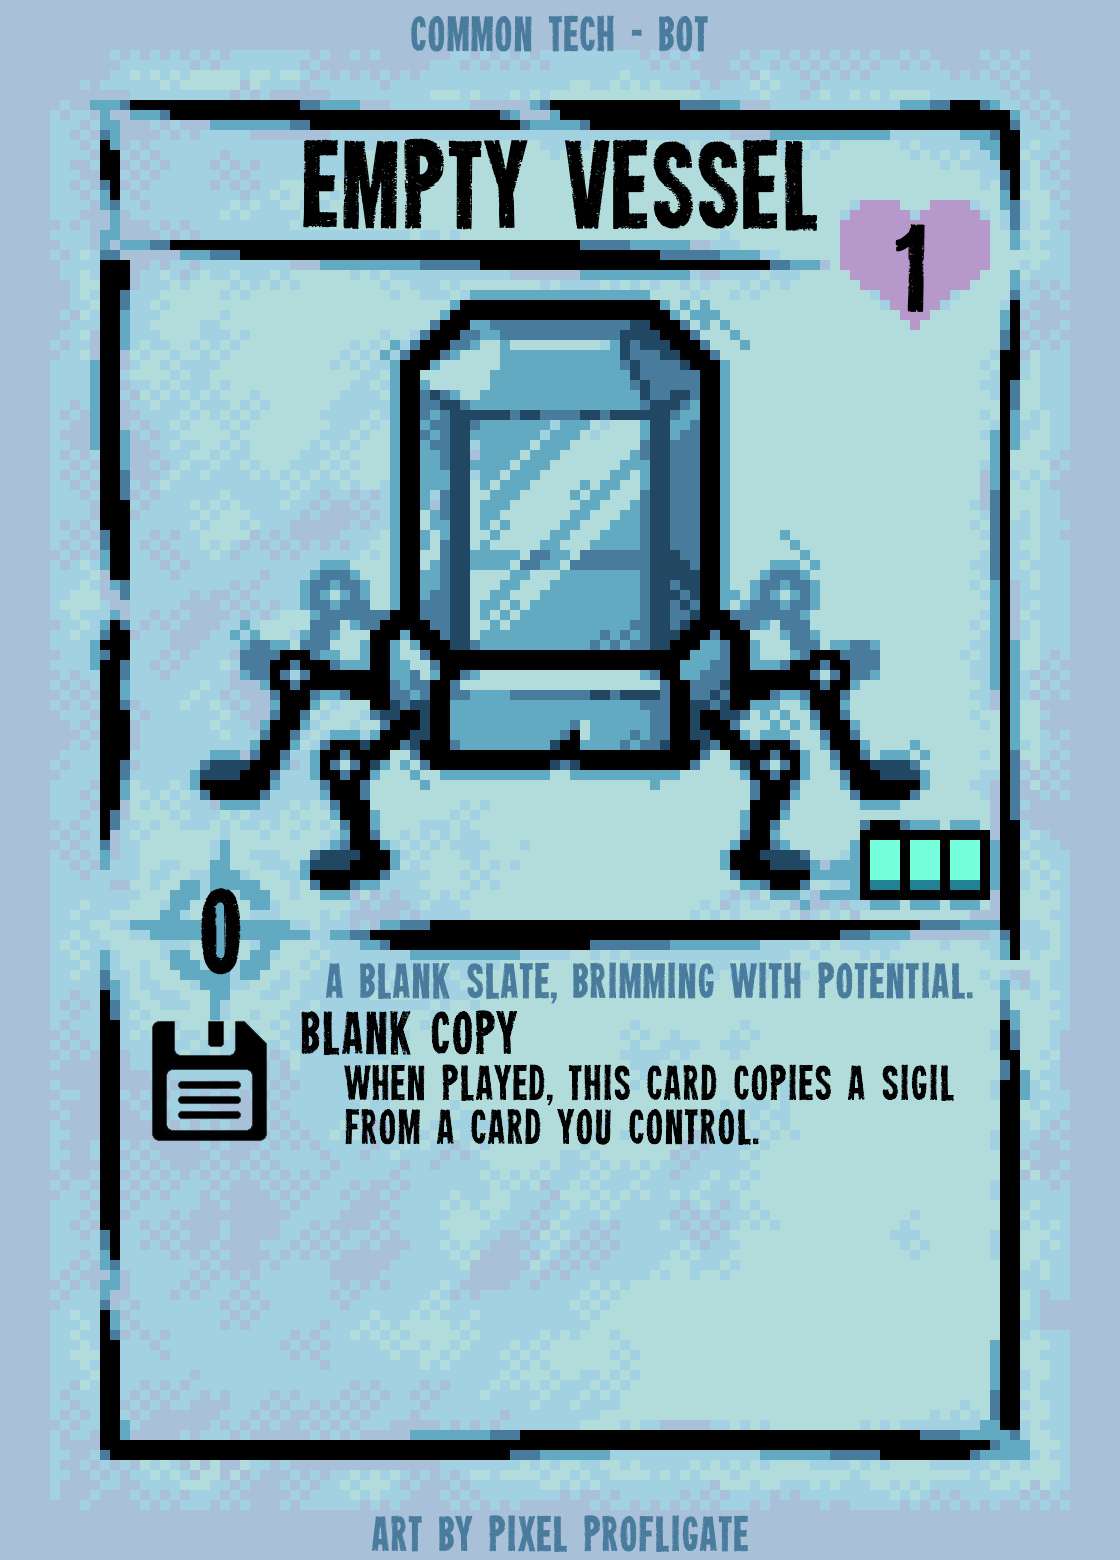 COMMON TECH - BOT
EMPTY VESSEL
1
0
A BLANK SLATE, BRIMMING WITH POTENTIAL.
BLANK COPY
WHEN PLAYED, THIS CARD COPIES A SIGIL
FROM A CARD YOU CONTROL.
ART BY PIXEL PROFLIGATE